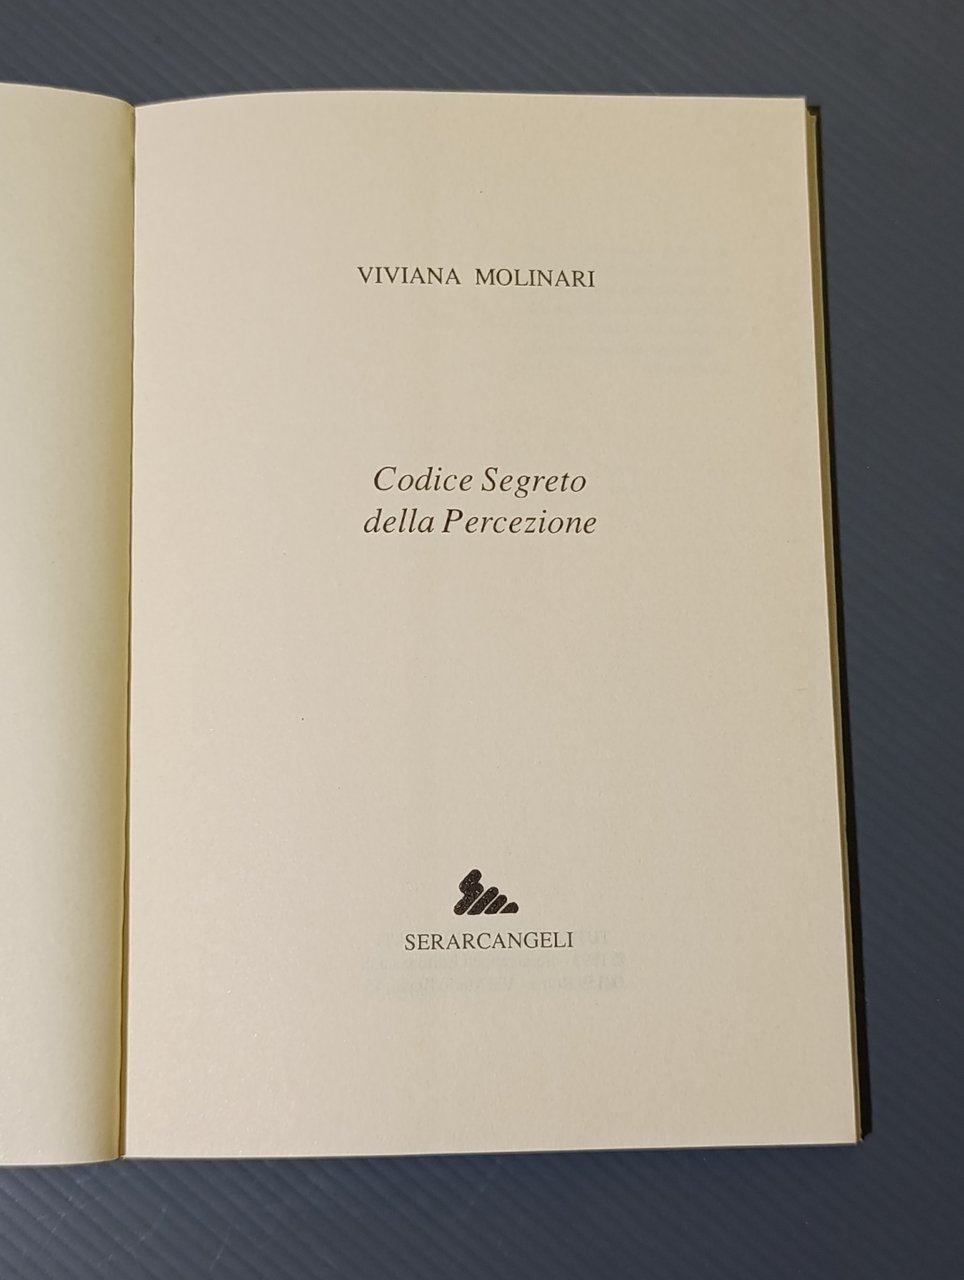 VIVIANA MOLINARI
Codice Segreto
della Percezione
SERARCANGELI